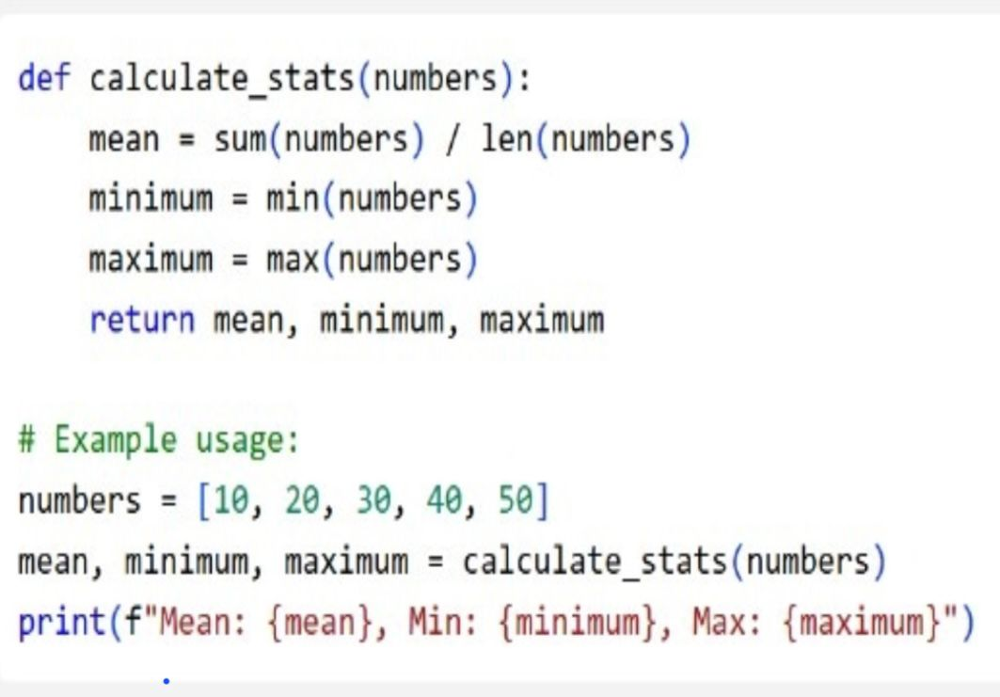 def calculate_stats(numbers):
    mean = sum(numbers) / len(numbers)
    minimum = min(numbers)
    maximum = max(numbers)
    return mean, minimum, maximum

# Example usage:
numbers = [10, 20, 30, 40, 50]
mean, minimum, maximum = calculate_stats(numbers)
print(f"Mean: {mean}, Min: {minimum}, Max: {maximum}")